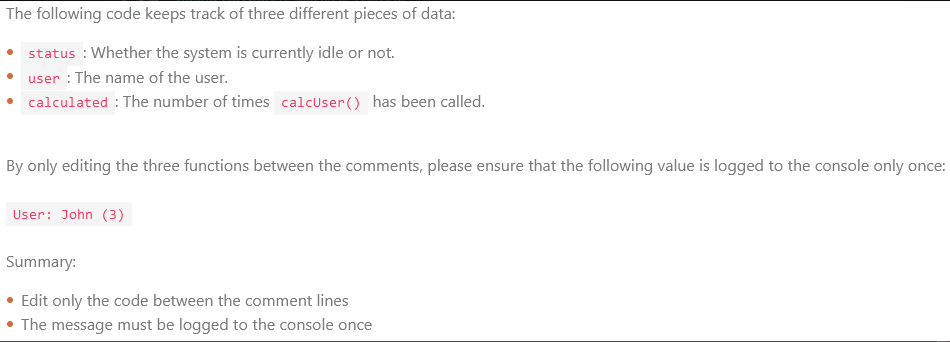 The following code keeps track of three different pieces of data:
• status : Whether the system is currently idle or not.
• user : The name of the user.
• calculated : The number of times calcUser() has been called.
By only editing the three functions between the comments, please ensure that the following value is logged to the console only once:
User: John (3)
Summary:
• Edit only the code between the comment lines
• The message must be logged to the console once